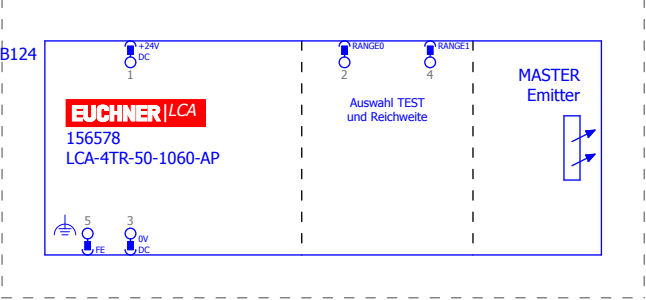 B124
+24V
DC
1
RANGE0
2
RANGE1
4
MASTER
Emitter
EUCHNER LCA
156578
LCA-4TR-50-1060-AP
Auswahl TEST
und Reichweite
5
FE
3
0V
DC